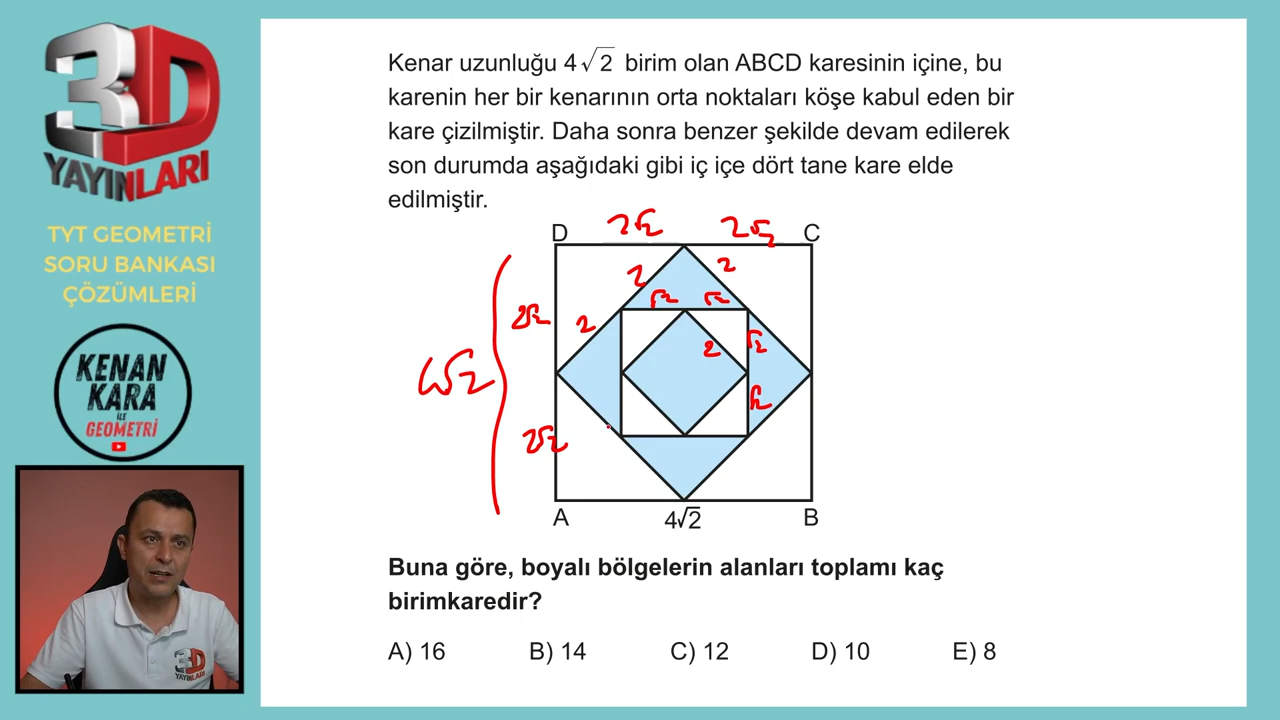 3D
YAYINLARI
TYT GEOMETRİ
SORU BANKASI
ÇÖZÜMLERİ
KENAN
KARA
İLE
GEOMETRİ
3D
YAYINLARI
Kenar uzunluğu 4√2 birim olan ABCD karesinin içine, bu
karenin her bir kenarının orta noktaları köşe kabul eden bir
kare çizilmiştir. Daha sonra benzer şekilde devam edilerek
son durumda aşağıdaki gibi iç içe dört tane kare elde
edilmiştir.
2√2 2√2
D C
2 2
√2 √2
2√2 2
2 √2
4√2
√2
2√2
A 4√2 B
Buna göre, boyalı bölgelerin alanları toplamı kaç
birimkaredir?
A) 16 B) 14 C) 12 D) 10 E) 8